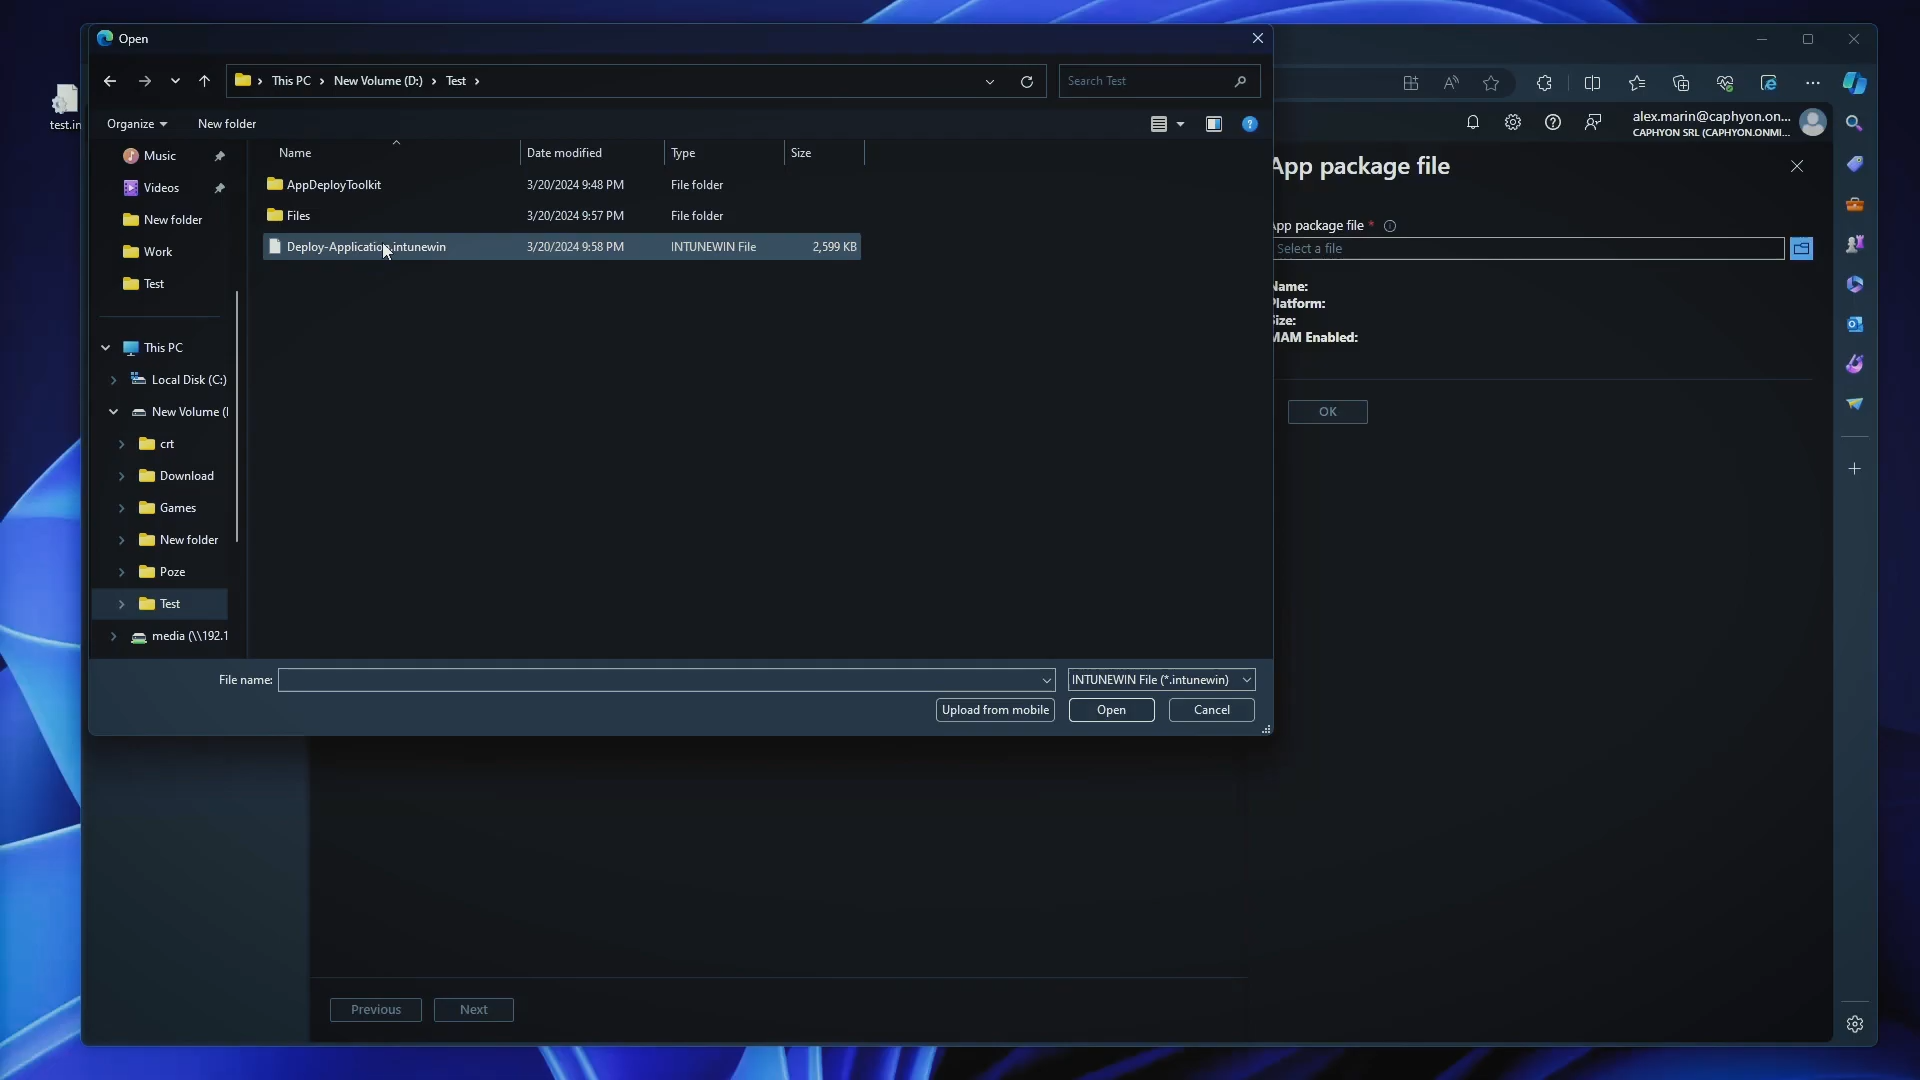 Open
test.in
This PC
New Volume (D:)
Test
Search Test
Organize
New folder
alex.marin@caphyon.on...
CAPHYON SRL (CAPHYON.ONMI...
Name
Date modified
Type
Size
Music
Videos
New folder
Work
Test
AppDeployToolkit
3/20/2024 9:48 PM
File folder
Files
3/20/2024 9:57 PM
File folder
Deploy-Application.intunewin
3/20/2024 9:58 PM
INTUNEWIN File
2,599 KB
App package file
App package file *
Select a file
Name:
Platform:
Size:
MAM Enabled:
OK
This PC
Local Disk (C:)
New Volume (
crt
Download
Games
New folder
Poze
Test
media (\\192.1
File name:
INTUNEWIN File (*.intunewin)
Upload from mobile
Open
Cancel
Previous
Next